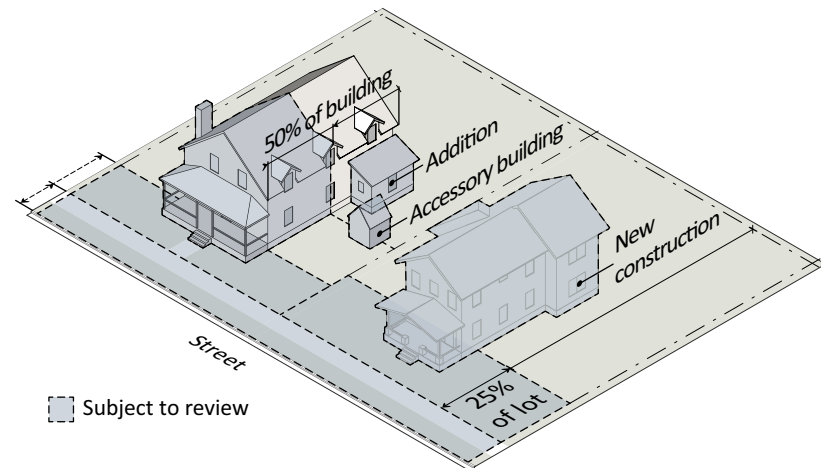 50% of building
Addition
Accessory building
New
construction
Street
25%
of lot
Subject to review